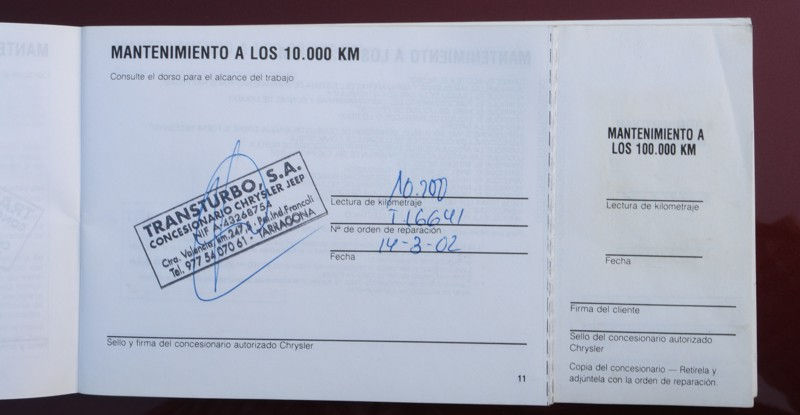 MANTENIMIENTO A LOS 10.000 KM
Consulte el dorso para el alcance del trabajo
TRANSTURBO, S.A.
CONCESIONARIO CHRYSLER JEEP
NIF A/43268754
Ctra. Valencia, km. 247,8 Pol.Ind.Francolí
Tel. 977 54 070 61 - TARRAGONA
10.200
Lectura de kilometraje
T16641
Nº de orden de reparación
14-3-02
Fecha
Sello y firma del concesionario autorizado Chrysler
11
MANTENIMIENTO A
LOS 100.000 KM
Lectura de kilometraje
Fecha
Firma del cliente
Sello del concesionario autorizado
Chrysler
Copia del concesionario — Retírela y
adjúntela con la orden de reparación.